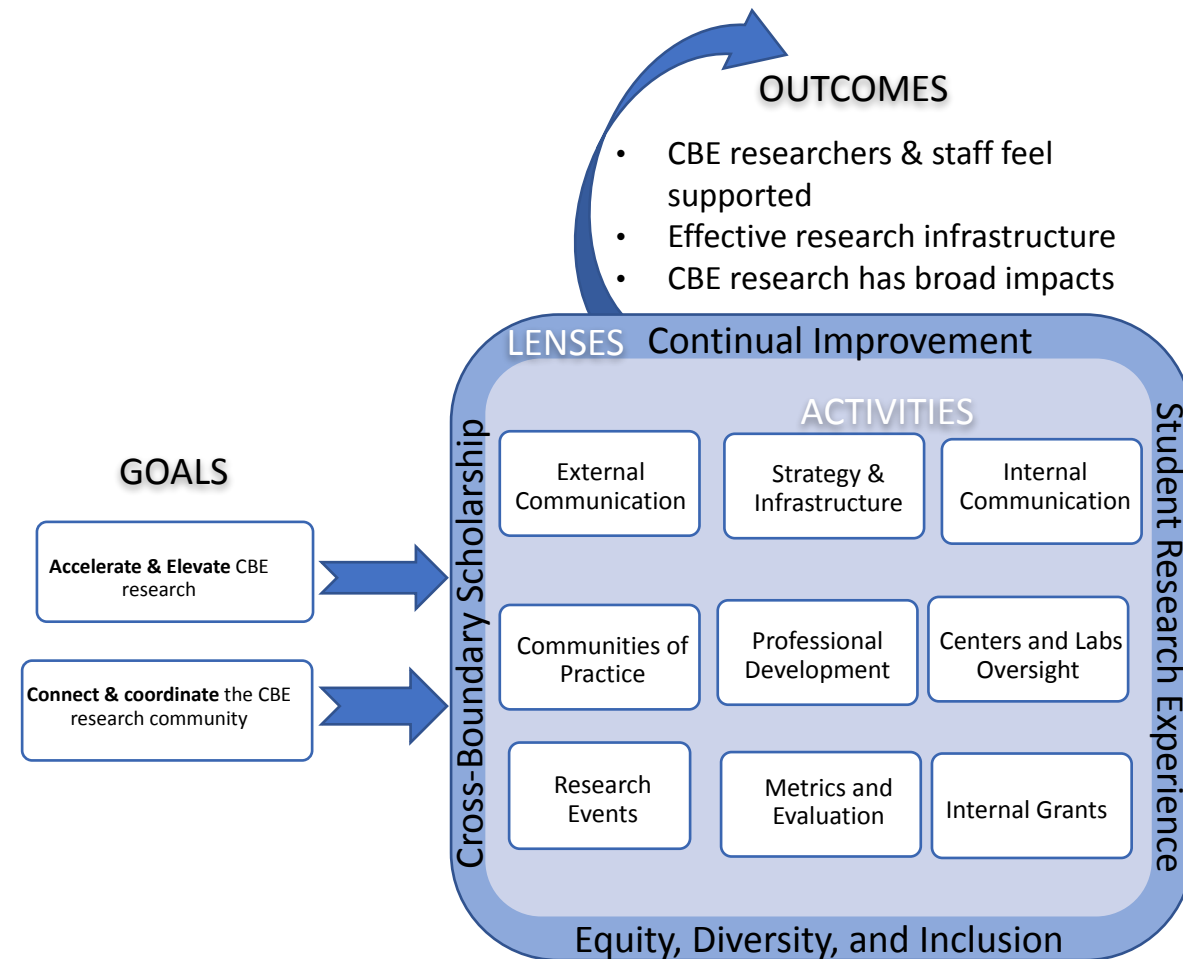 OUTCOMES
• CBE researchers & staff feel
supported
• Effective research infrastructure
• CBE research has broad impacts
LENSES
Continual Improvement
Cross-Boundary Scholarship
Student Research Experience
Equity, Diversity, and Inclusion
GOALS
Accelerate & Elevate CBE
research
Connect & coordinate the CBE
research community
ACTIVITIES
External
Communication
Strategy &
Infrastructure
Internal
Communication
Communities of
Practice
Professional
Development
Centers and Labs
Oversight
Research
Events
Metrics and
Evaluation
Internal Grants